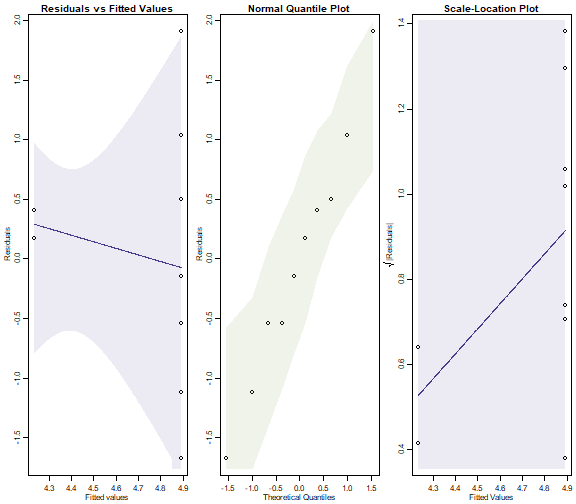 Residuals vs Fitted Values
Residuals
2.0
1.5
1.0
0.5
0.0
-0.5
-1.0
-1.5
4.3 4.4 4.5 4.6 4.7 4.8 4.9
Fitted values
Normal Quantile Plot
Residuals
2.0
1.5
1.0
0.5
0.0
-0.5
-1.0
-1.5
-1.5 -1.0 -0.5 0.0 0.5 1.0 1.5
Theoretical Quantiles
Scale-Location Plot
√|Residuals|
1.4
1.2
1.0
0.8
0.6
0.4
4.3 4.4 4.5 4.6 4.7 4.8 4.9
Fitted Values